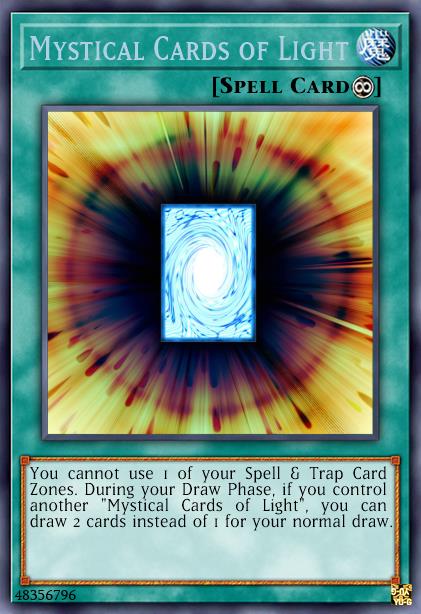 Mystical Cards of Light 魔
[Spell Card]
You cannot use 1 of your Spell & Trap Card
Zones. During your Draw Phase, if you control
another "Mystical Cards of Light", you can
draw 2 cards instead of 1 for your normal draw.
48356796